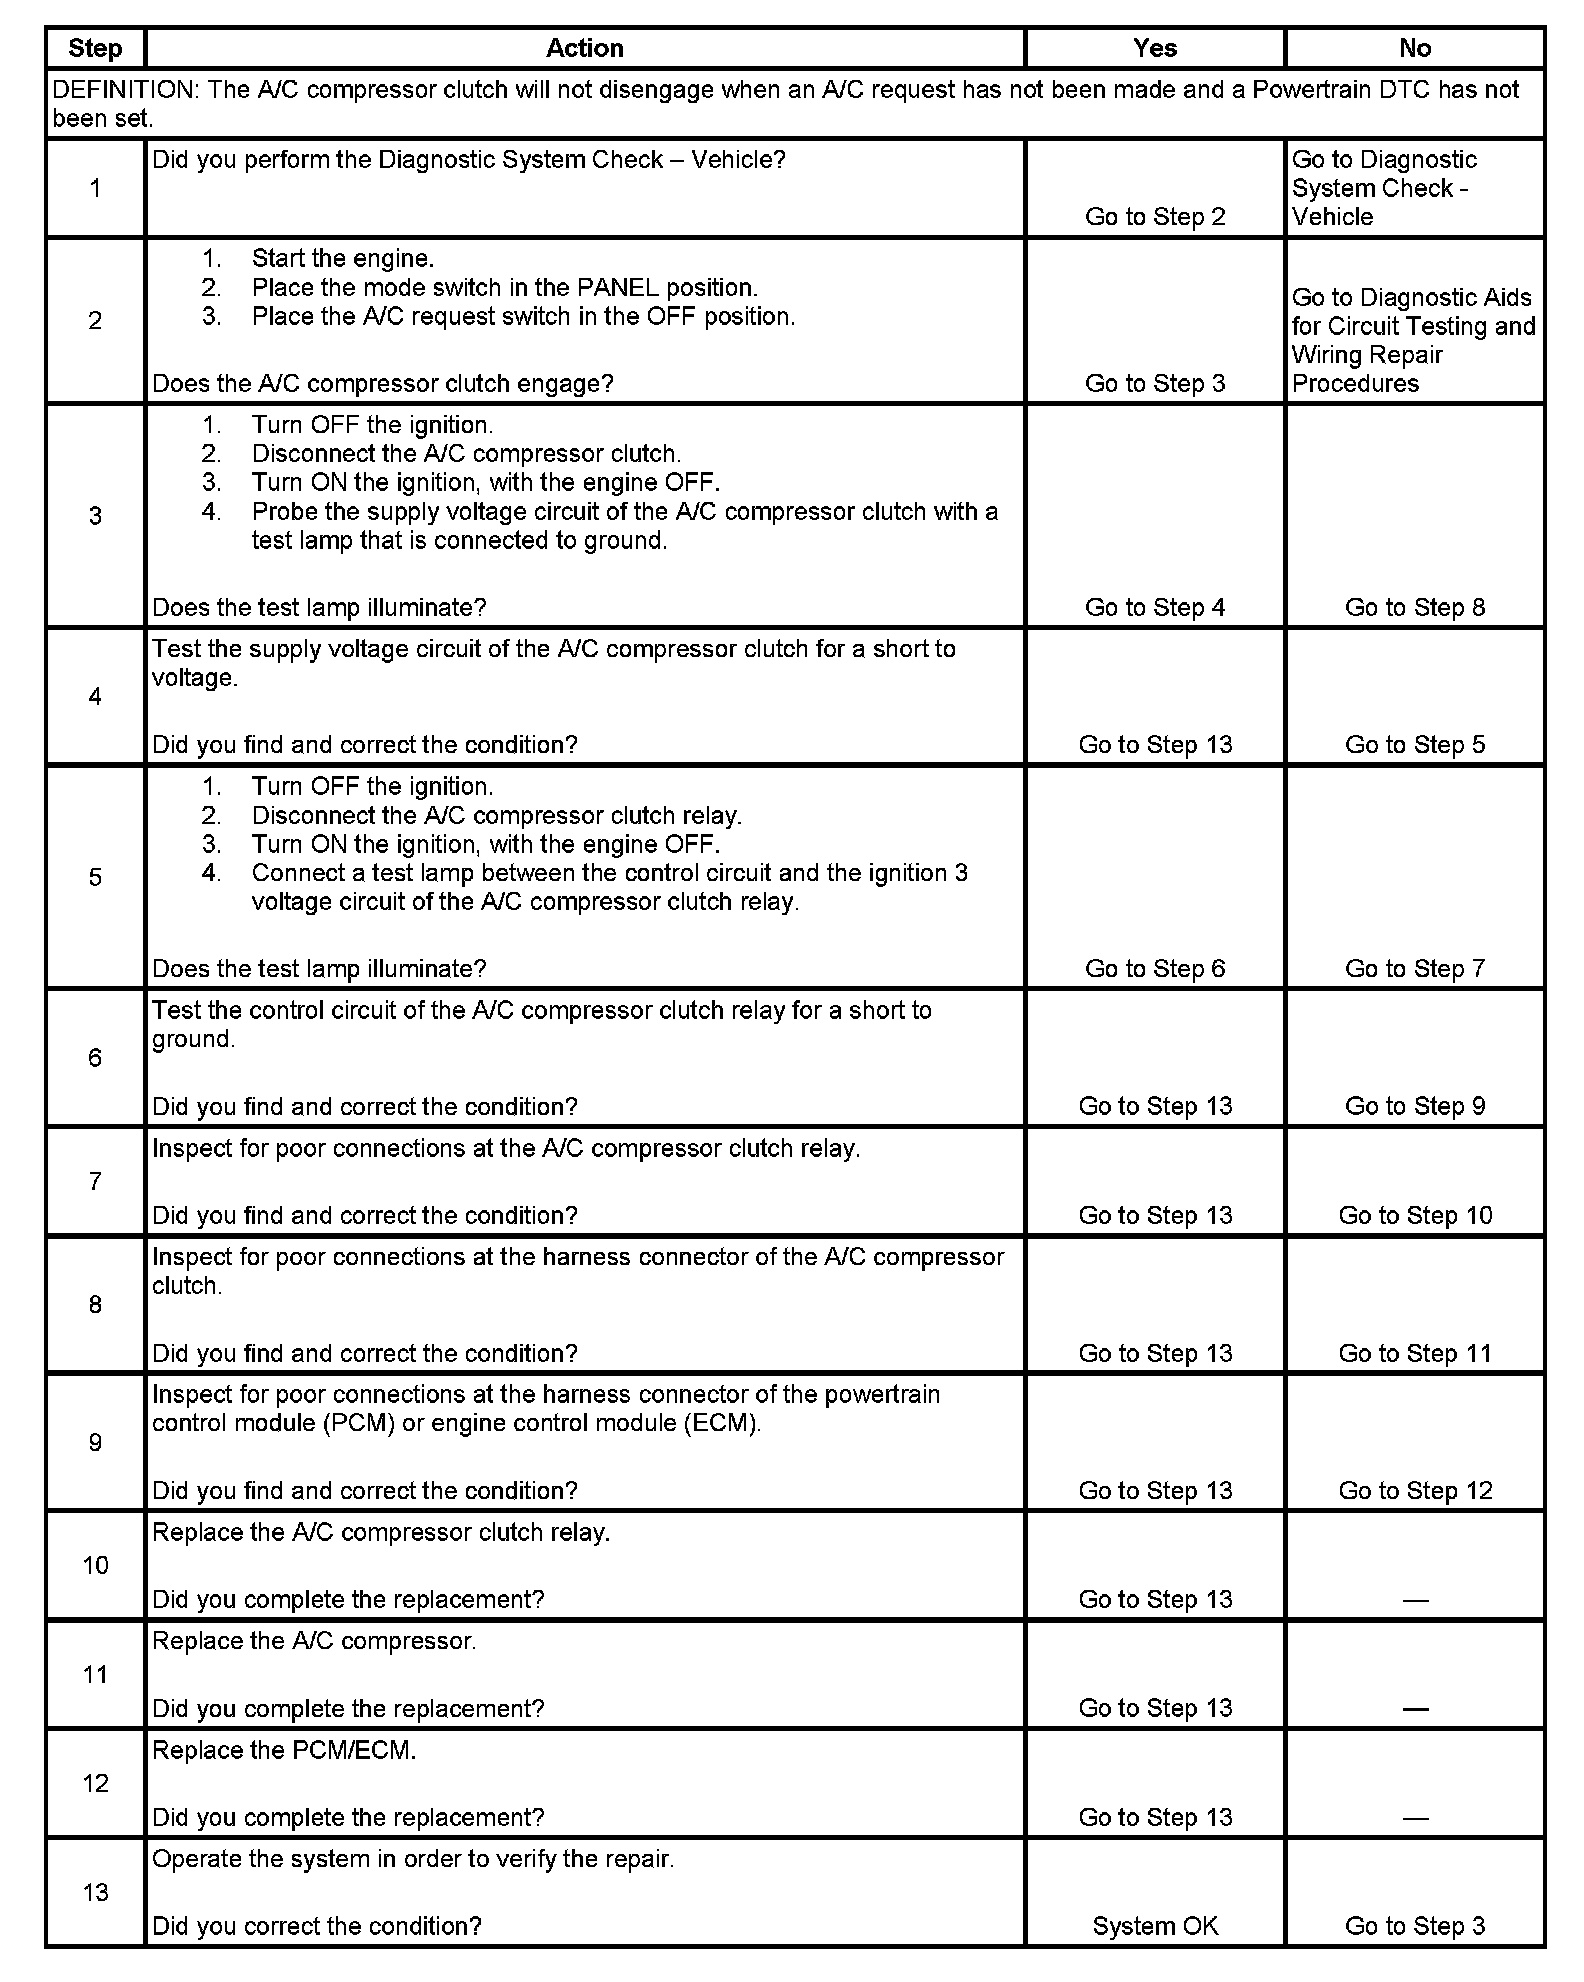 Step Action Yes No
DEFINITION: The A/C compressor clutch will not disengage when an A/C request has not been made and a Powertrain DTC has not
been set.
1
Did you perform the Diagnostic System Check – Vehicle?
Go to Step 2
Go to Diagnostic
System Check -
Vehicle
2
1. Start the engine.
2. Place the mode switch in the PANEL position.
3. Place the A/C request switch in the OFF position.
Does the A/C compressor clutch engage?
Go to Step 3
Go to Diagnostic Aids
for Circuit Testing and
Wiring Repair
Procedures
3
1. Turn OFF the ignition.
2. Disconnect the A/C compressor clutch.
3. Turn ON the ignition, with the engine OFF.
4. Probe the supply voltage circuit of the A/C compressor clutch with a
test lamp that is connected to ground.
Does the test lamp illuminate?
Go to Step 4
Go to Step 8
4
Test the supply voltage circuit of the A/C compressor clutch for a short to
voltage.
Did you find and correct the condition?
Go to Step 13
Go to Step 5
5
1. Turn OFF the ignition.
2. Disconnect the A/C compressor clutch relay.
3. Turn ON the ignition, with the engine OFF.
4. Connect a test lamp between the control circuit and the ignition 3
voltage circuit of the A/C compressor clutch relay.
Does the test lamp illuminate?
Go to Step 6
Go to Step 7
6
Test the control circuit of the A/C compressor clutch relay for a short to
ground.
Did you find and correct the condition?
Go to Step 13
Go to Step 9
7
Inspect for poor connections at the A/C compressor clutch relay.
Did you find and correct the condition?
Go to Step 13
Go to Step 10
8
Inspect for poor connections at the harness connector of the A/C compressor
clutch.
Did you find and correct the condition?
Go to Step 13
Go to Step 11
9
Inspect for poor connections at the harness connector of the powertrain
control module (PCM) or engine control module (ECM).
Did you find and correct the condition?
Go to Step 13
Go to Step 12
10
Replace the A/C compressor clutch relay.
Did you complete the replacement?
Go to Step 13
—
11
Replace the A/C compressor.
Did you complete the replacement?
Go to Step 13
—
12
Replace the PCM/ECM.
Did you complete the replacement?
Go to Step 13
—
13
Operate the system in order to verify the repair.
Did you correct the condition?
System OK
Go to Step 3